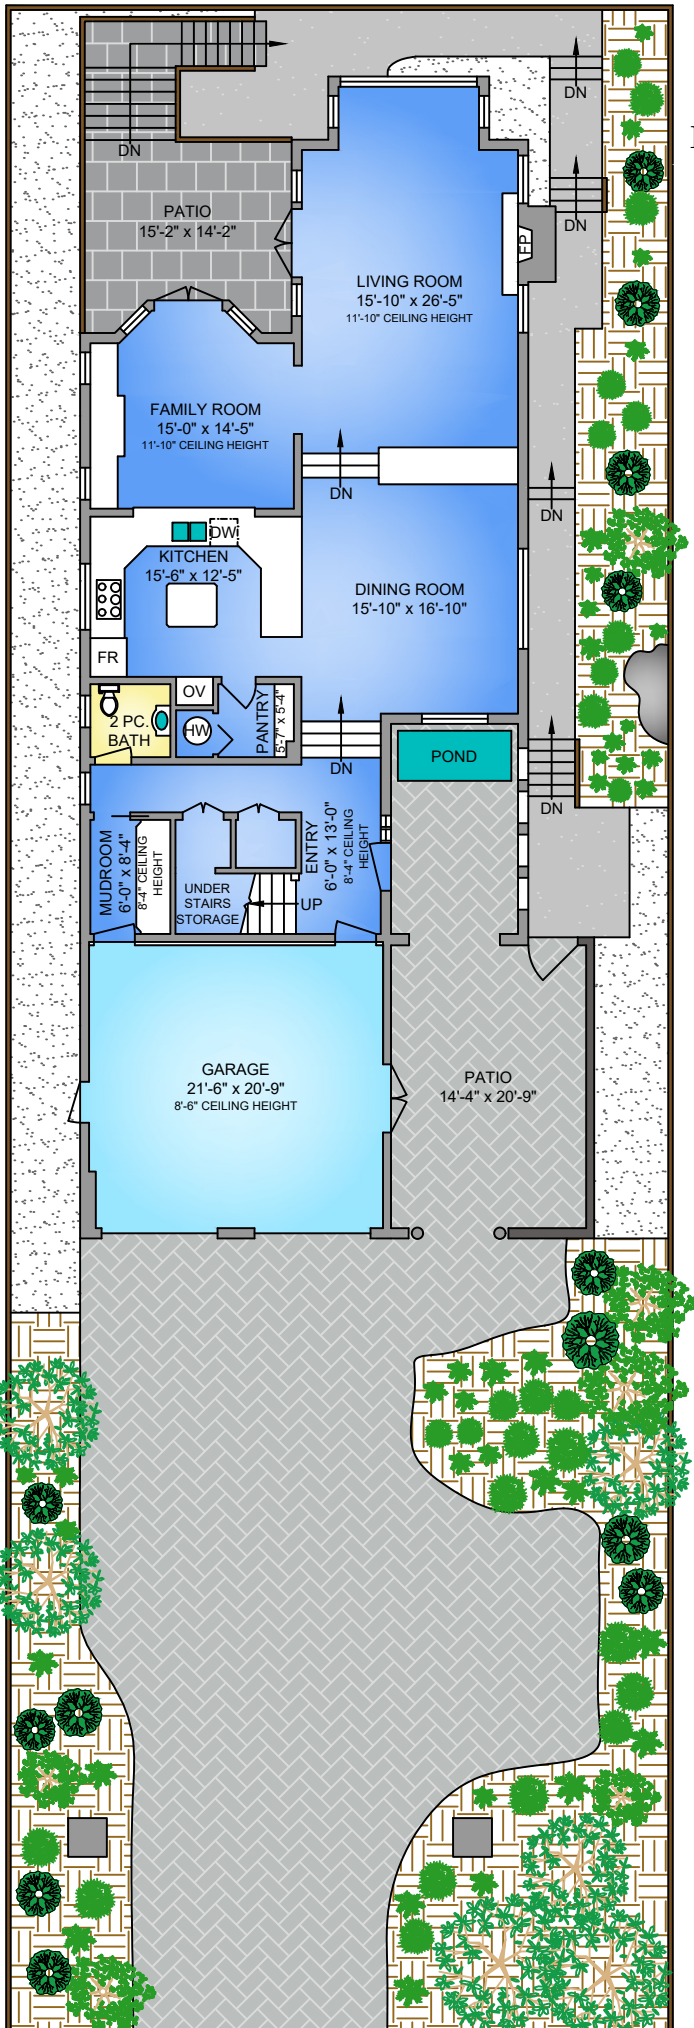 DN
DN
DN
PATIO
15'-2" x 14'-2"
FP
LIVING ROOM
15'-10" x 26'-5"
11'-10" CEILING HEIGHT
FAMILY ROOM
15'-0" x 14'-5"
11'-10" CEILING HEIGHT
DN
DN
DW
KITCHEN
15'-6" x 12'-5"
DINING ROOM
15'-10" x 16'-10"
FR
OV
2 PC.
BATH
HW
PANTRY
5'-7" x 5'-4"
POND
DN
DN
MUDROOM
6'-0" x 8'-4"
8'-4" CEILING
HEIGHT
UNDER
STAIRS
STORAGE
UP
ENTRY
6'-0" x 13'-0"
8'-4" CEILING
HEIGHT
GARAGE
21'-6" x 20'-9"
8'-6" CEILING HEIGHT
PATIO
14'-4" x 20'-9"